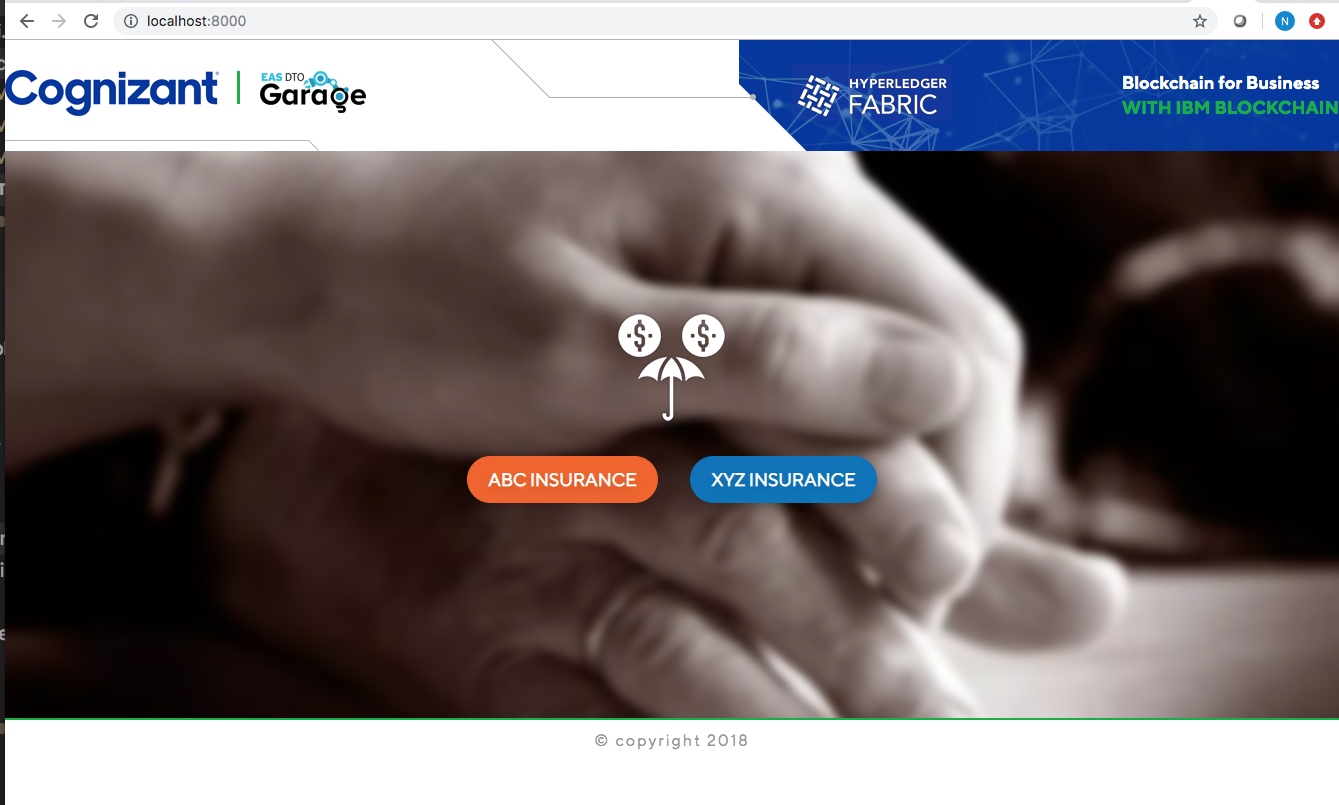 localhost:8000
N
Cognizant
EAS DTO
Garage
HYPERLEDGER
FABRIC
Blockchain for Business
WITH IBM BLOCKCHAIN
$ $
ABC INSURANCE
XYZ INSURANCE
© copyright 2018